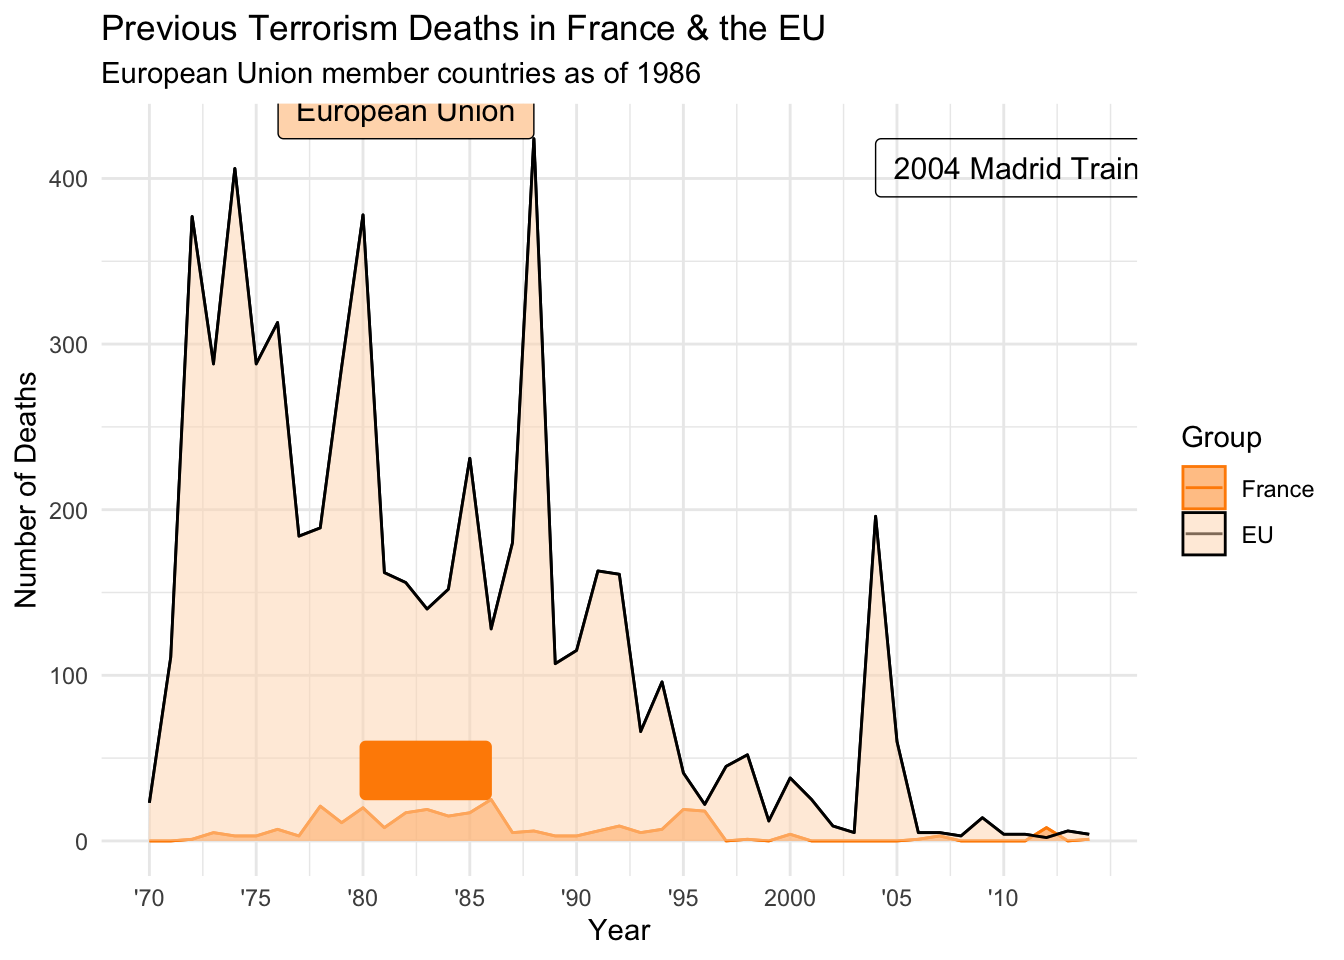 Previous Terrorism Deaths in France & the EU
European Union member countries as of 1986
European Union
2004 Madrid Train
400
300
200
100
0
Number of Deaths
'70
'75
'80
'85
'90
'95
2000
'05
'10
Year
Group
France
EU